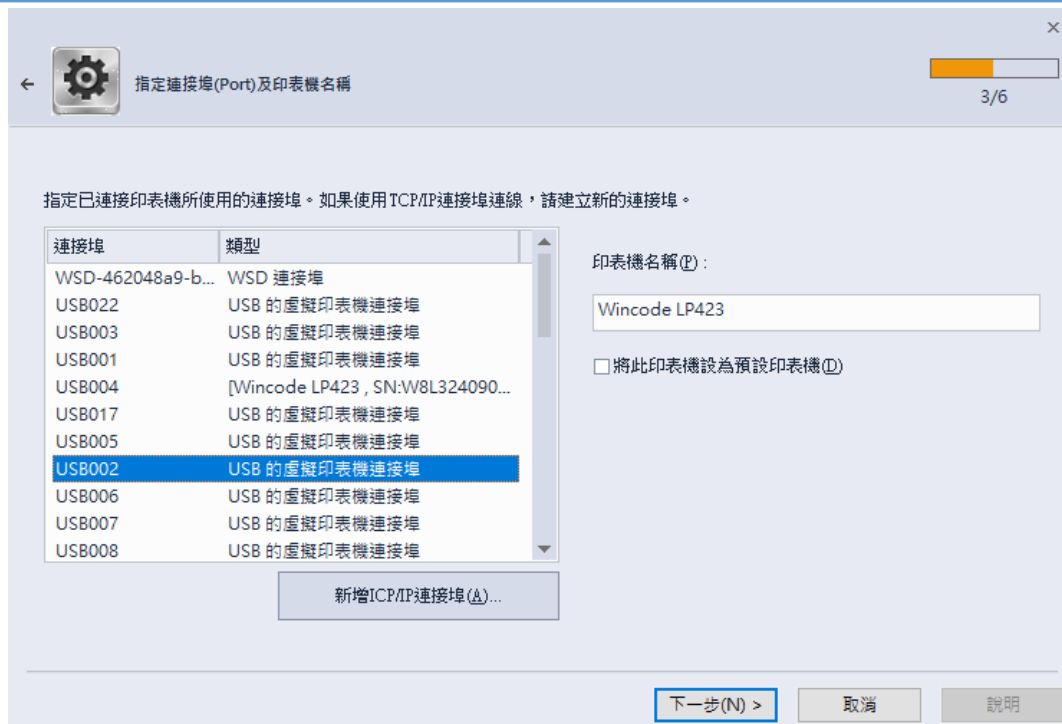 ×
←
指定連接埠(Port)及印表機名稱
3/6
指定已連接印表機所使用的連接埠。如果使用TCP/IP連接埠連線,請建立新的連接埠。
連接埠 類型
WSD-462048a9-b... WSD 連接埠
USB022 USB 的虛擬印表機連接埠
USB003 USB 的虛擬印表機連接埠
USB001 USB 的虛擬印表機連接埠
USB004 [Wincode LP423 , SN:W8L324090...
USB017 USB 的虛擬印表機連接埠
USB005 USB 的虛擬印表機連接埠
USB002 USB 的虛擬印表機連接埠
USB006 USB 的虛擬印表機連接埠
USB007 USB 的虛擬印表機連接埠
USB008 USB 的虛擬印表機連接埠
新增ICP/IP連接埠(A)...
印表機名稱(P) :
Wincode LP423
將此印表機設為預設印表機(D)
下一步(N) >
取消
說明